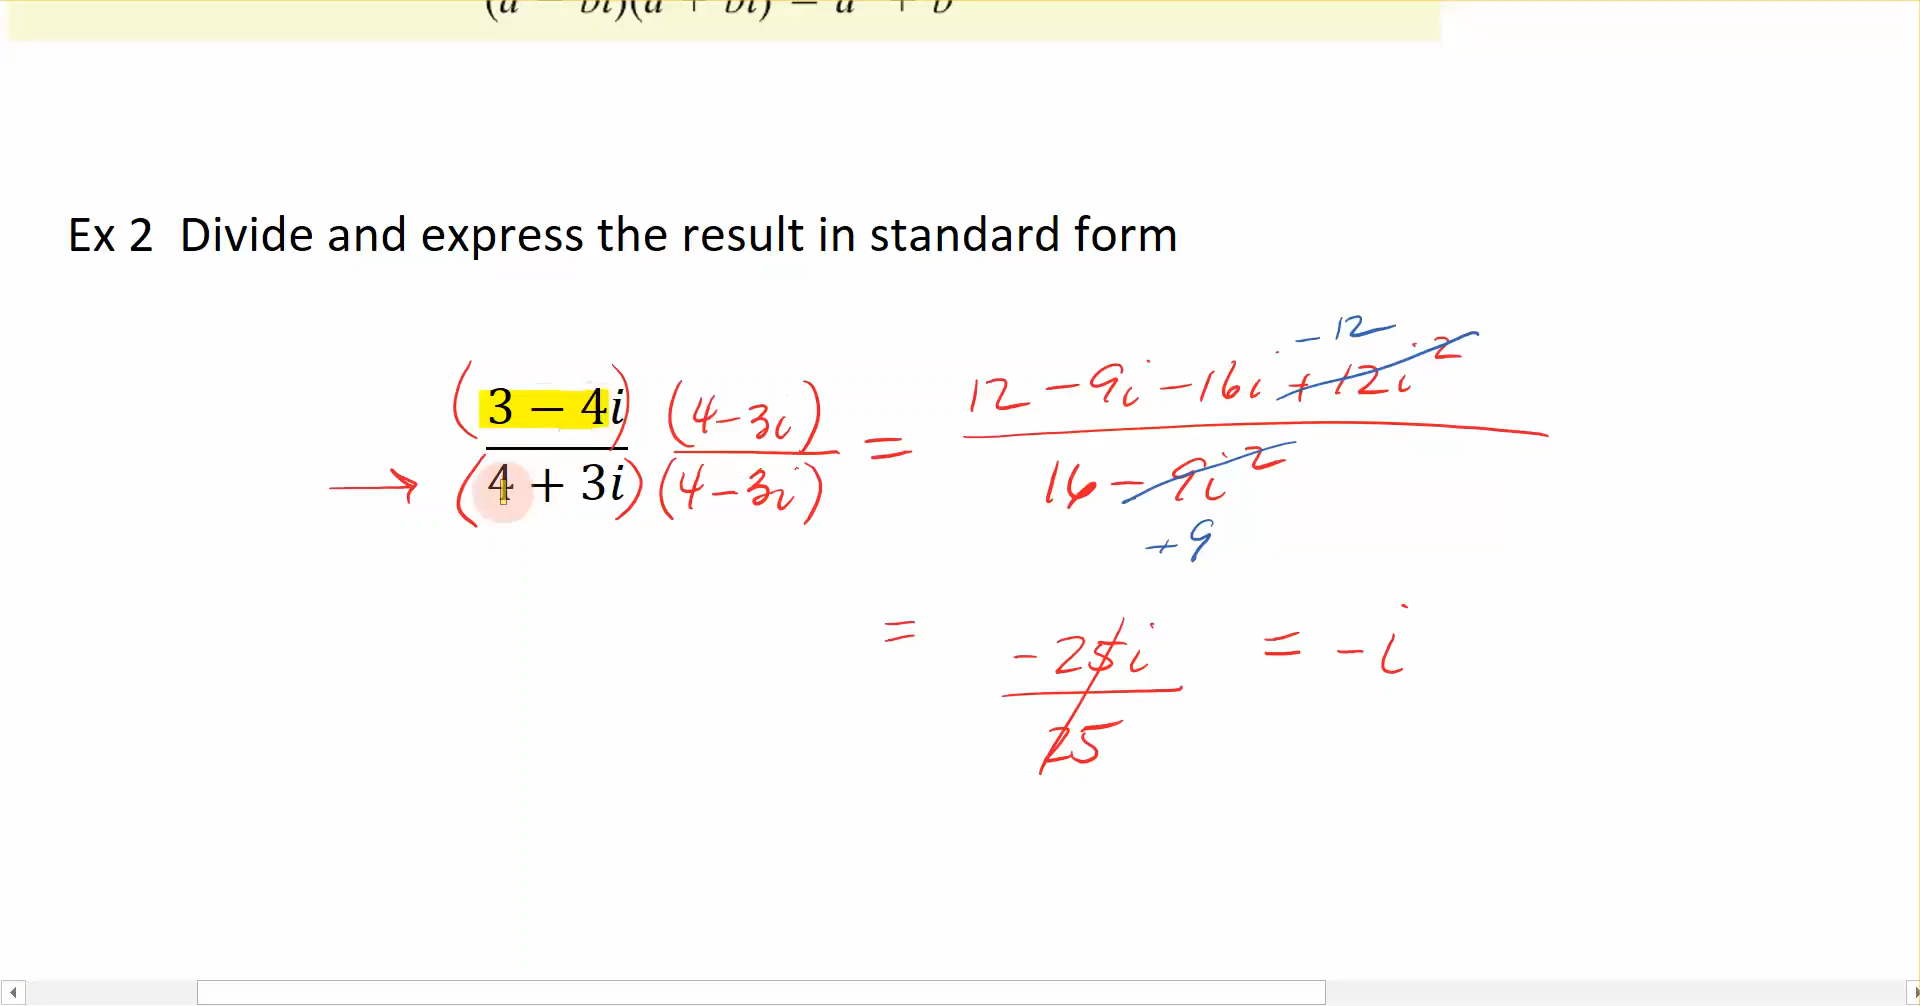 Ex 2 Divide and express the result in standard form
(3 − 4i) (4-3i) / (4 + 3i) (4-3i) = 12 -9i -16i +12i² -12 / 16 -9i² +9
→
= -25i / 25 = -i